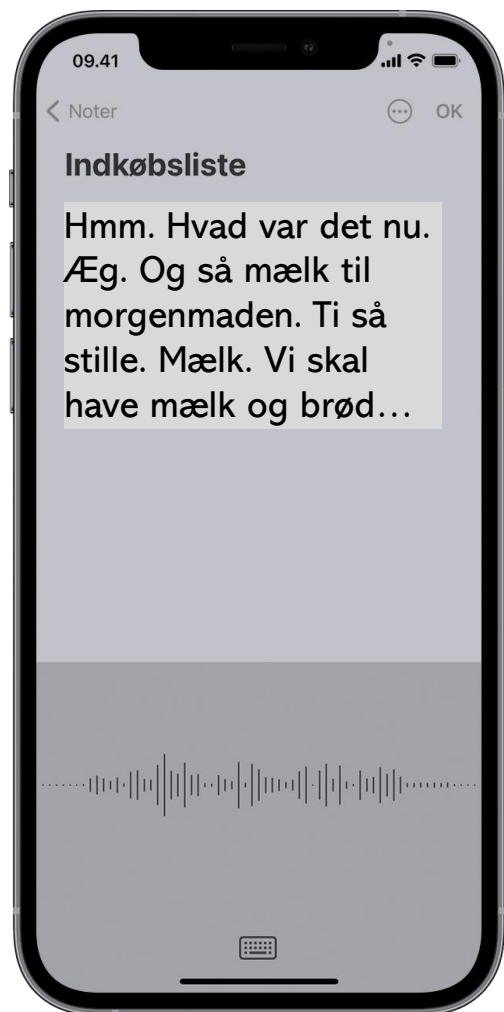 09.41
Noter
OK
Indkøbsliste
Hmm. Hvad var det nu.
Æg. Og så mælk til
morgenmaden. Ti så
stille. Mælk. Vi skal
have mælk og brød…